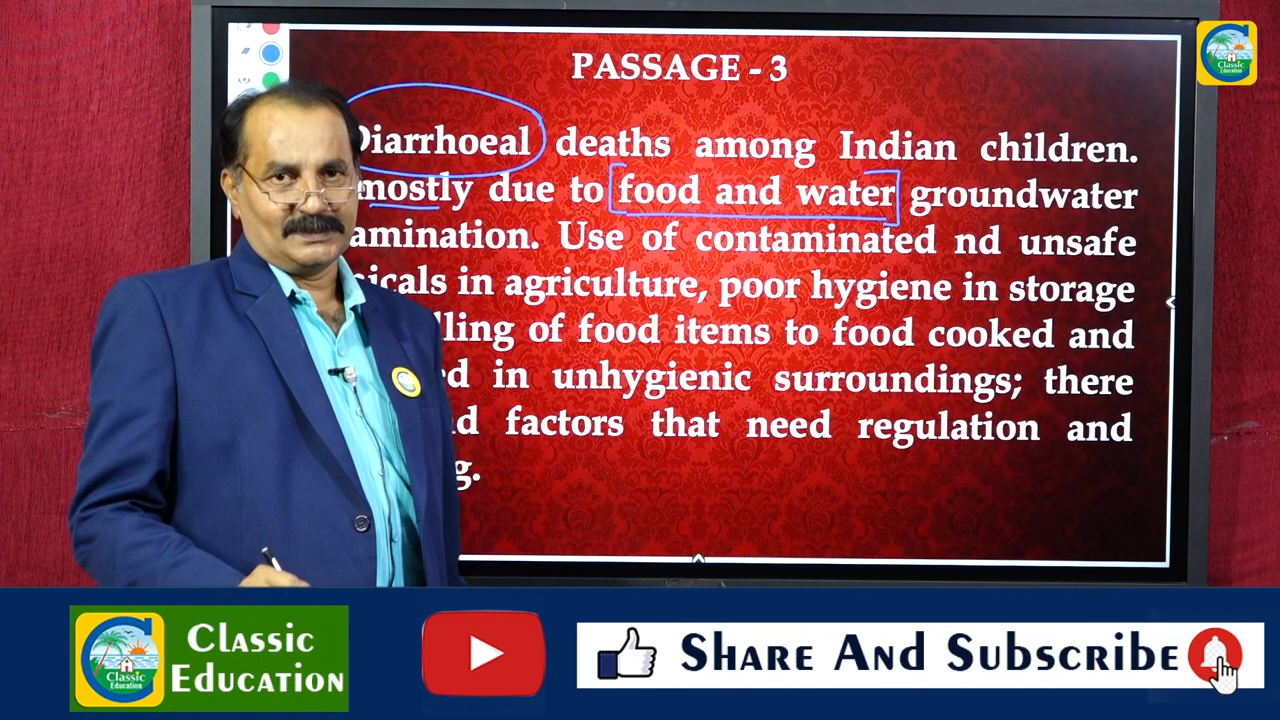 PASSAGE - 3
Diarrhoeal deaths among Indian children.
mostly due to food and water groundwater
amination. Use of contaminated nd unsafe
icals in agriculture, poor hygiene in storage
lling of food items to food cooked and
d in unhygienic surroundings; there
d factors that need regulation and
g.
Classic
Education
Classic
Education
Classic
Education
Share And Subscribe